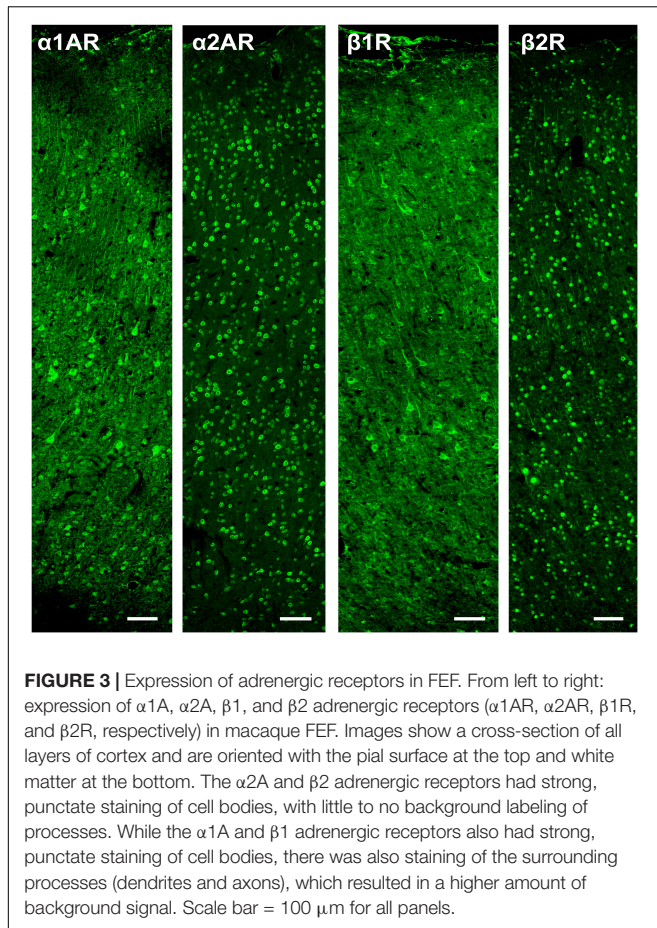 α1AR α2AR β1R β2R
FIGURE 3 | Expression of adrenergic receptors in FEF. From left to right:
expression of α1A, α2A, β1, and β2 adrenergic receptors (α1AR, α2AR, β1R,
and β2R, respectively) in macaque FEF. Images show a cross-section of all
layers of cortex and are oriented with the pial surface at the top and white
matter at the bottom. The α2A and β2 adrenergic receptors had strong,
punctate staining of cell bodies, with little to no background labeling of
processes. While the α1A and β1 adrenergic receptors also had strong,
punctate staining of cell bodies, there was also staining of the surrounding
processes (dendrites and axons), which resulted in a higher amount of
background signal. Scale bar = 100 μm for all panels.